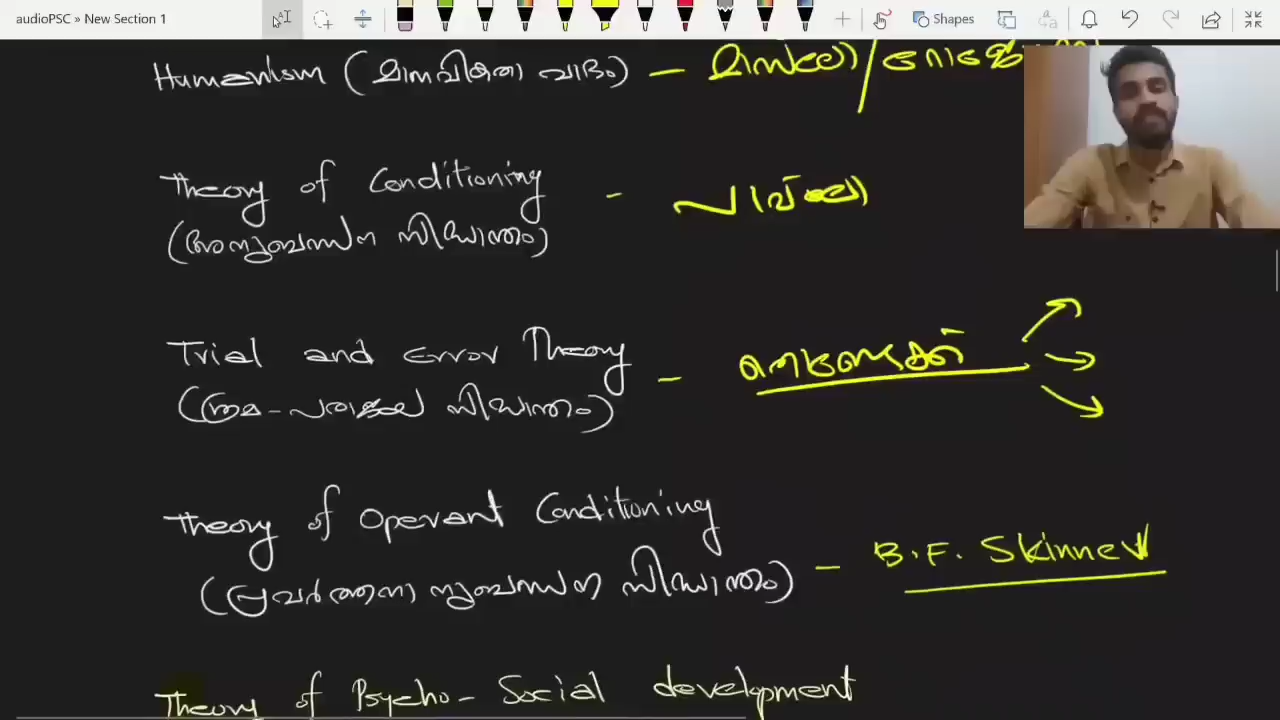 audioPSC » New Section 1
Shapes
Humanism (മാനവികതാ വാദം) - മാസ്ലോ /
Theory of Conditioning - പാവ്ലോ
(അനുബന്ധന സിദ്ധാന്തം)
Trial and Error Theory - തോണ്ടൈക്ക്
(ശ്രമ-പരാജയ സിദ്ധാന്തം)
Theory of Operant Conditioning - B.F. Skinner
(പ്രവർത്തനാനുബന്ധന സിദ്ധാന്തം)
Theory of Psycho-Social development